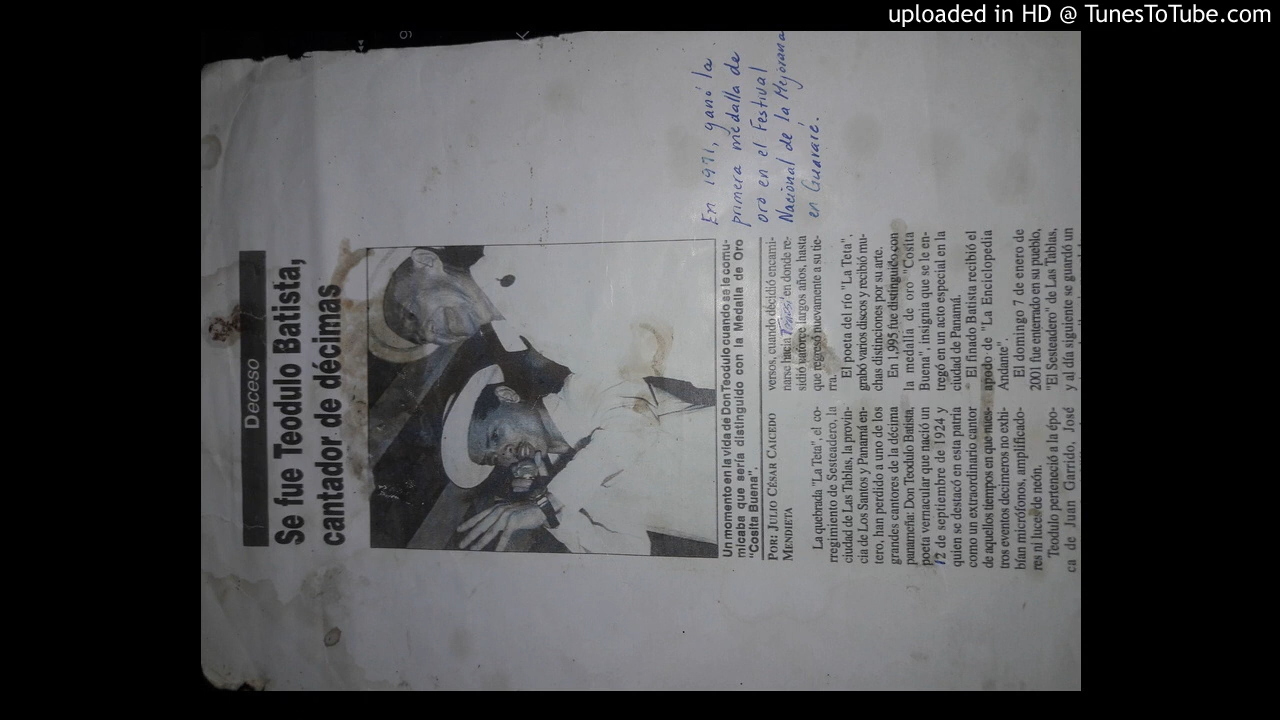 uploaded in HD @ TunesToTube.com
Deceso
Se fue Teodulo Batista,
cantador de décimas
En 1971, ganó la
primera medalla de
oro en el Festival
Nacional de la Mejorana
en Guararé.
Un momento en la vida de Don Teodulo cuando se le comu-
nicaba que sería distinguido con la Medalla de Oro
"Cosita Buena".
POR: JULIO CÉSAR CAICEDO
MENDIETA
La quebrada "La Teta", el co-
rregimiento de Sesteadero, la
ciudad de Las Tablas, la provin-
cia de Los Santos y Panamá en-
tero, han perdido a uno de los
grandes cantores de la décima
panameña: Don Teodulo Batista,
poeta vernacular que nació un
12 de septiembre de 1924 y
quien se destacó en esta patria
como un extraordinario cantor
de aquellos tiempos en que nues-
tros eventos decimeros no exhi-
bían micrófonos, amplificado-
res ni luces de neón.
Teodulo perteneció a la épo-
ca de Juan Garrido, José
versos, cuando decidió encami-
narse hacia en donde re-
sidió catorce largos años, hasta
que regresó nuevamente a su tie-
rra.
El poeta del río "La Teta",
grabó varios discos y recibió mu-
chas distinciones por su arte.
En 1,995 fue distinguido con
la medalla de oro "Cosita
Buena", insignia que se le en-
tregó en un acto especial en la
ciudad de Panamá.
El finado Batista recibió el
apodo de "La Enciclopedia
Andante".
El domingo 7 de enero de
2001 fue enterrado en su pueblo,
"El Sesteadero" de Las Tablas,
y al día siguiente se guardó un